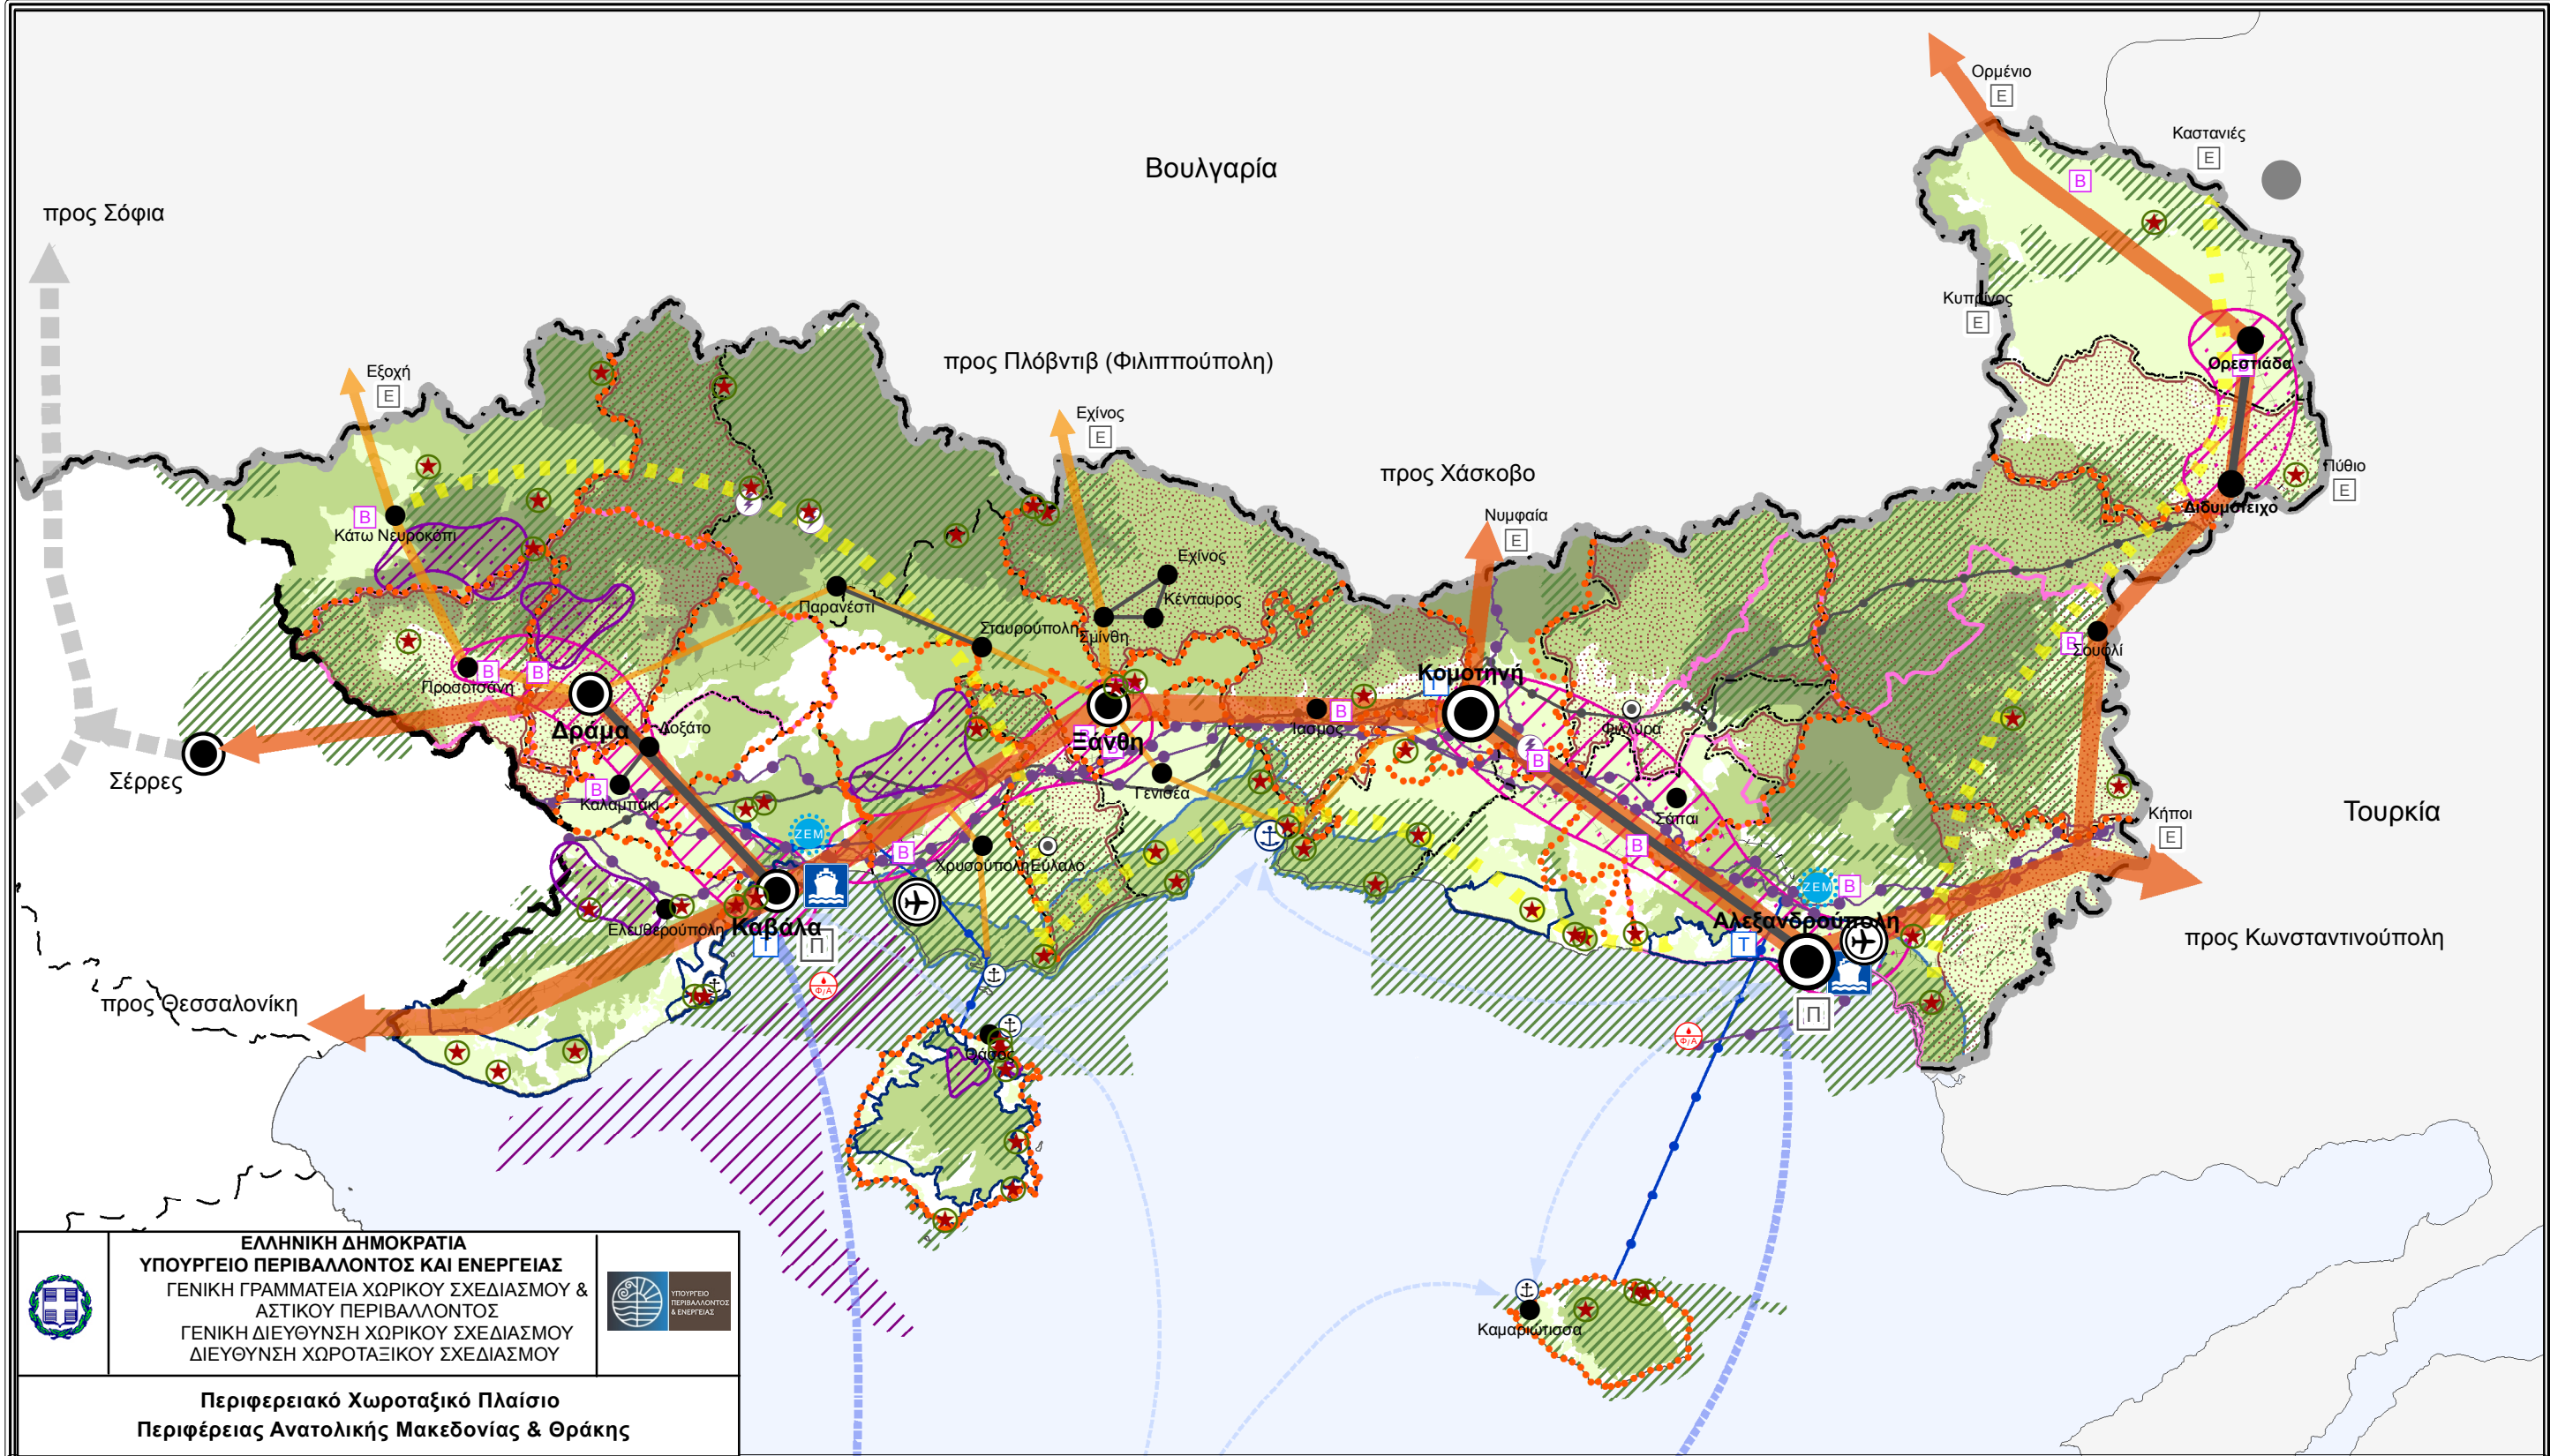 Ορμένιο
E
Καστανιές
E
B
Βουλγαρία
προς Σόφια
Κυπρίνος
E
προς Πλόβντιβ (Φιλιππούπολη)
Εξοχή
E
Ορεστιάδα
B
Εχίνος
E
προς Χάσκοβο
Πύθιο
E
Διδυμότειχο
Νυμφαία
E
B
Κάτω Νευροκόπι
Εχίνος
Κένταυρος
Παρανέστι
Σταυρούπολη
Σμίνθη
B
Σουφλί
Προσοτσάνη
B
B
Κομοτηνή
T
Δράμα
Δοξάτο
Ξάνθη
B
B
Ίασμος
B
Φιλλύρα
Σέρρες
B
Καλαμπάκι
Γενισέα
B
Σάπαι
Τουρκία
Κήποι
E
ZEM
B
Χρυσούπολη
Εύλαλο
B
ZEM
B
Ελευθερούπολη
Καβάλα
T
Π
Αλεξανδρούπολη
T
προς Κωνσταντινούπολη
Φ/Α
προς Θεσσαλονίκη
Π
Φ/Α
Θάσος
Καμαριώτισσα
ΕΛΛΗΝΙΚΗ ΔΗΜΟΚΡΑΤΙΑ
ΥΠΟΥΡΓΕΙΟ ΠΕΡΙΒΑΛΛΟΝΤΟΣ ΚΑΙ ΕΝΕΡΓΕΙΑΣ
ΓΕΝΙΚΗ ΓΡΑΜΜΑΤΕΙΑ ΧΩΡΙΚΟΥ ΣΧΕΔΙΑΣΜΟΥ &
ΑΣΤΙΚΟΥ ΠΕΡΙΒΑΛΛΟΝΤΟΣ
ΓΕΝΙΚΗ ΔΙΕΥΘΥΝΣΗ ΧΩΡΙΚΟΥ ΣΧΕΔΙΑΣΜΟΥ
ΔΙΕΥΘΥΝΣΗ ΧΩΡΟΤΑΞΙΚΟΥ ΣΧΕΔΙΑΣΜΟΥ
ΥΠΟΥΡΓΕΙΟ
ΠΕΡΙΒΑΛΛΟΝΤΟΣ
& ΕΝΕΡΓΕΙΑΣ
Περιφερειακό Χωροταξικό Πλαίσιο
Περιφέρειας Ανατολικής Μακεδονίας & Θράκης